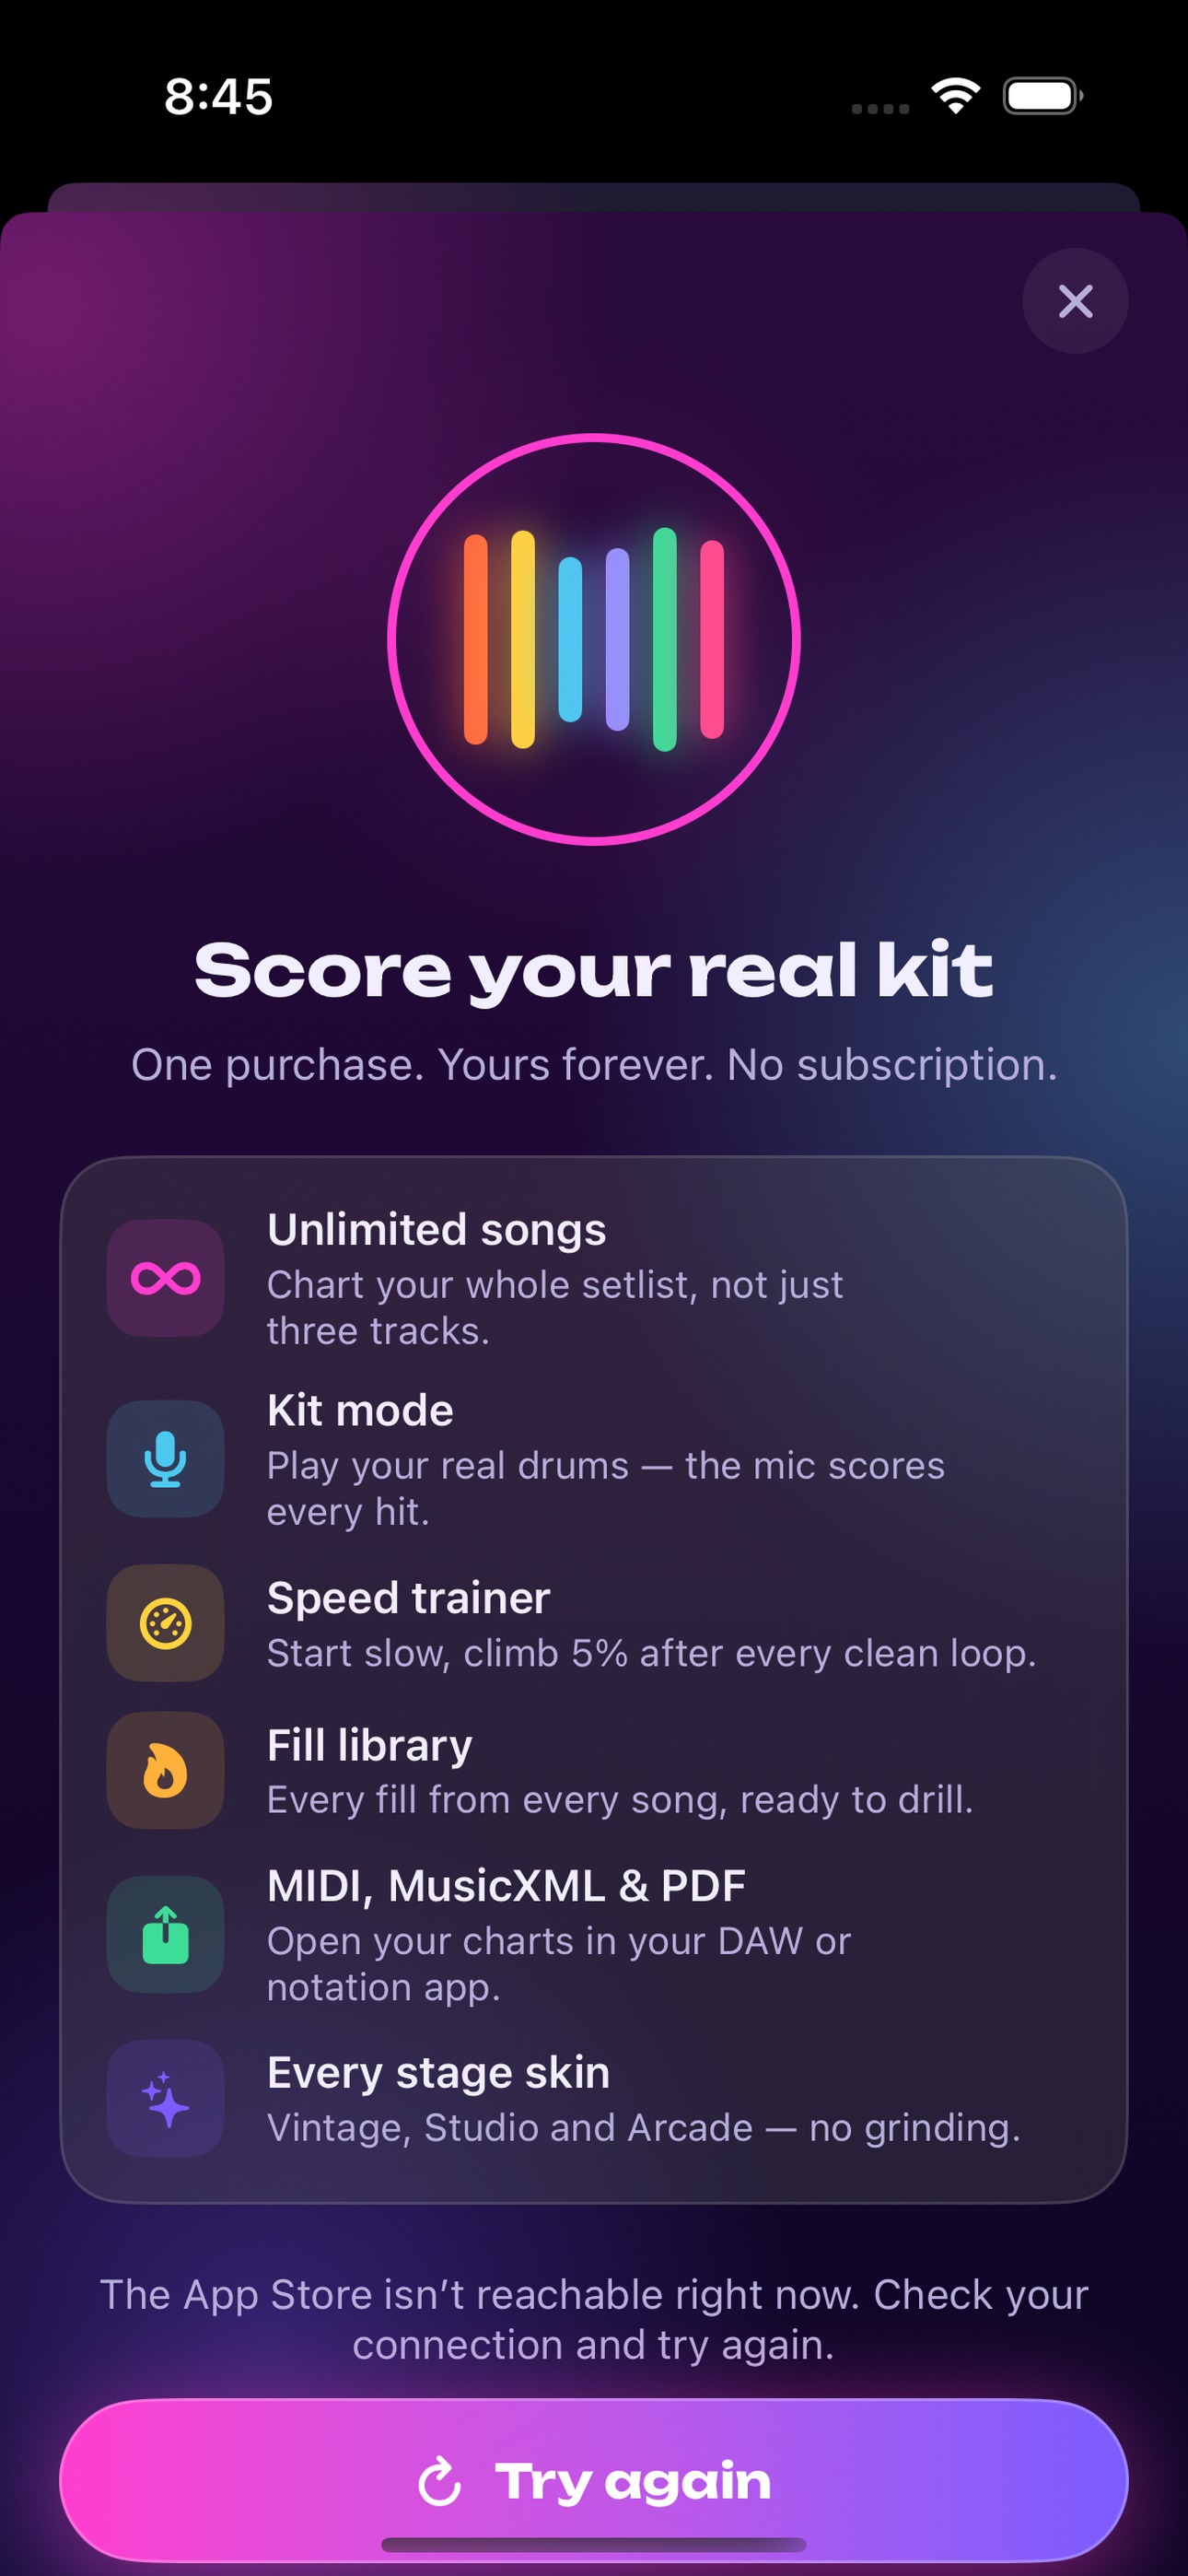 8:45
Score your real kit
One purchase. Yours forever. No subscription.
Unlimited songs
Chart your whole setlist, not just
three tracks.
Kit mode
Play your real drums — the mic scores
every hit.
Speed trainer
Start slow, climb 5% after every clean loop.
Fill library
Every fill from every song, ready to drill.
MIDI, MusicXML & PDF
Open your charts in your DAW or
notation app.
Every stage skin
Vintage, Studio and Arcade — no grinding.
The App Store isn’t reachable right now. Check your
connection and try again.
Try again